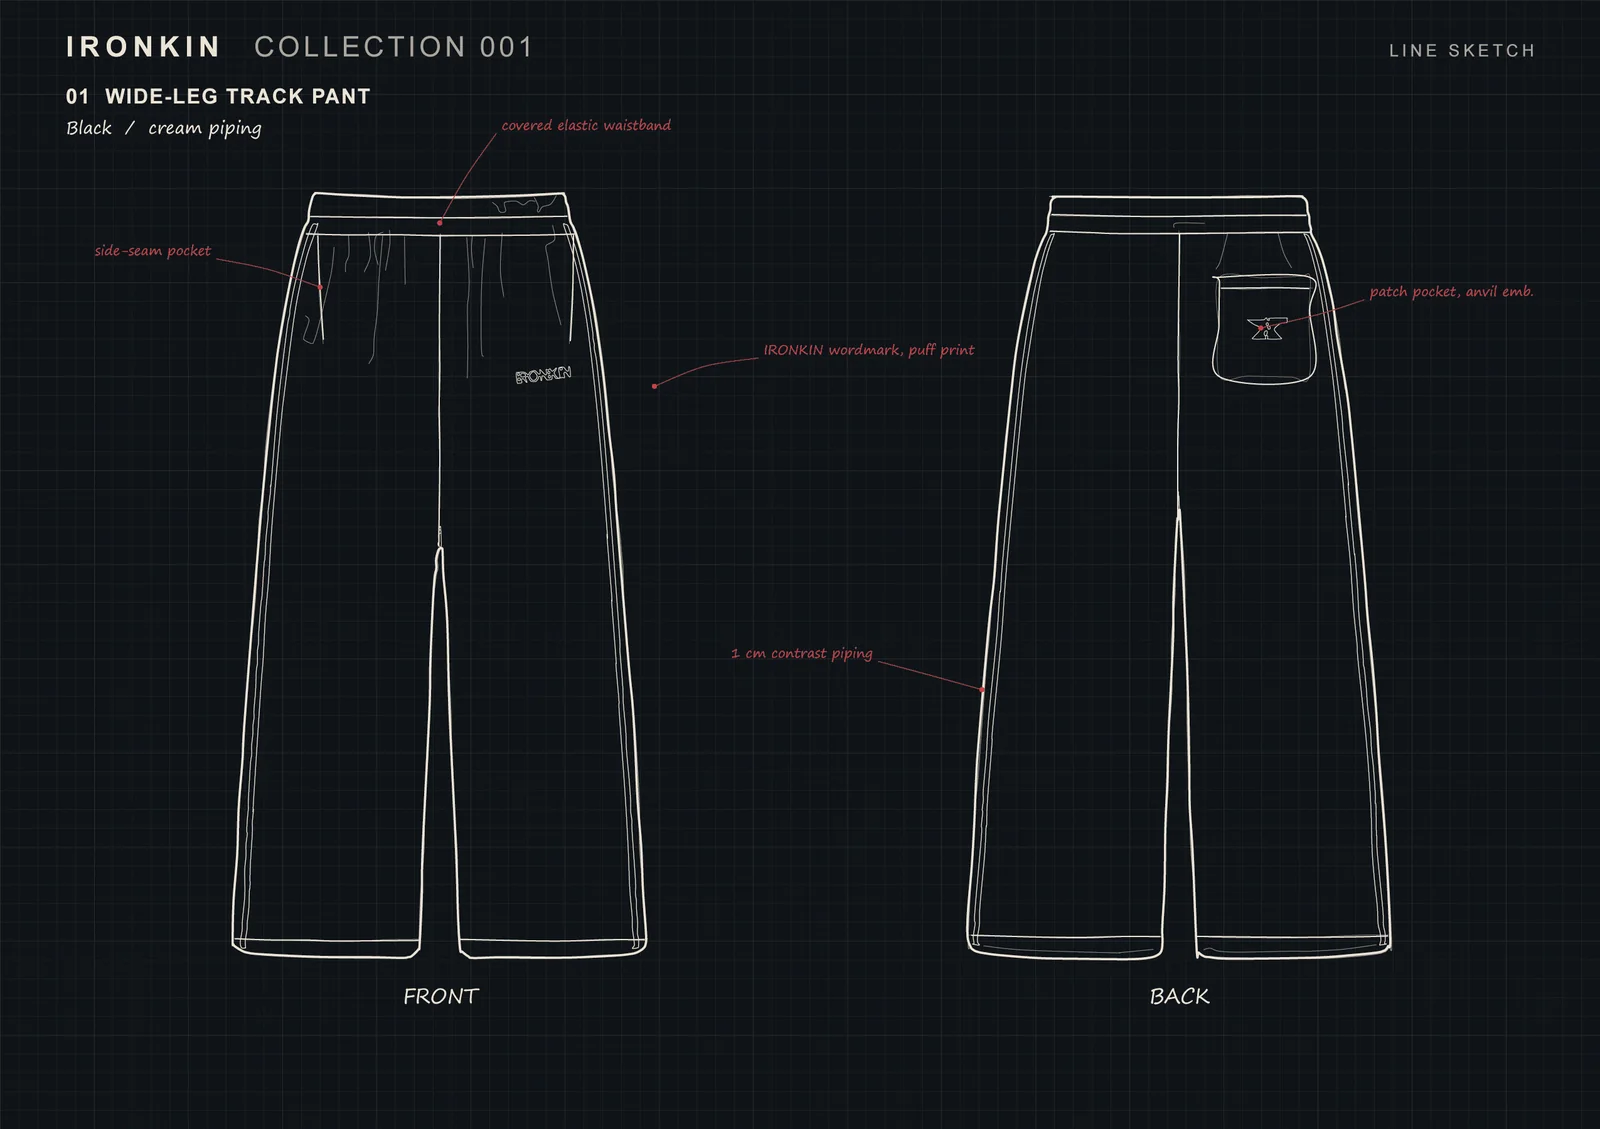 IRONKIN COLLECTION 001
LINE SKETCH
01 WIDE-LEG TRACK PANT
Black / cream piping
covered elastic waistband
side-seam pocket
patch pocket, anvil emb.
IRONKIN wordmark, puff print
IRONKIN
1 cm contrast piping
FRONT
BACK